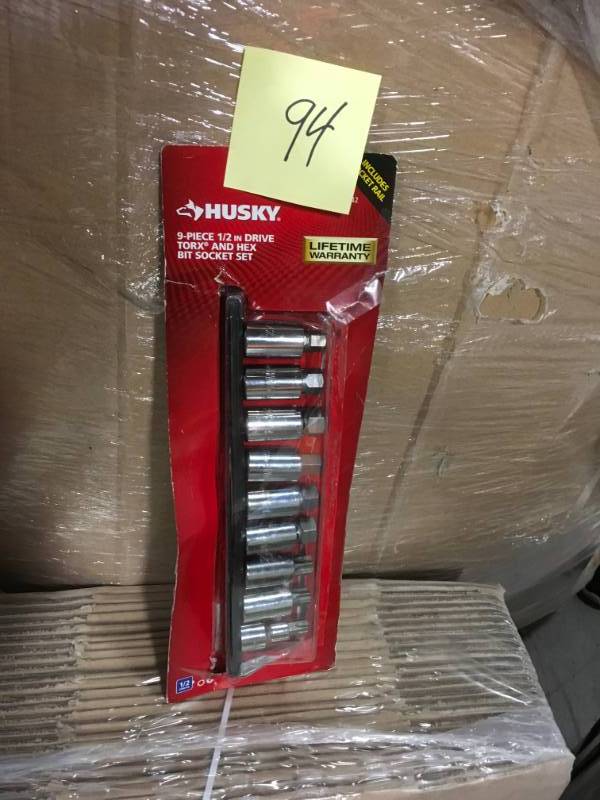 94
INCLUDES
SOCKET RAIL
HUSKY
9-PIECE 1/2 IN DRIVE
TORX® AND HEX
BIT SOCKET SET
LIFETIME
WARRANTY
1/2